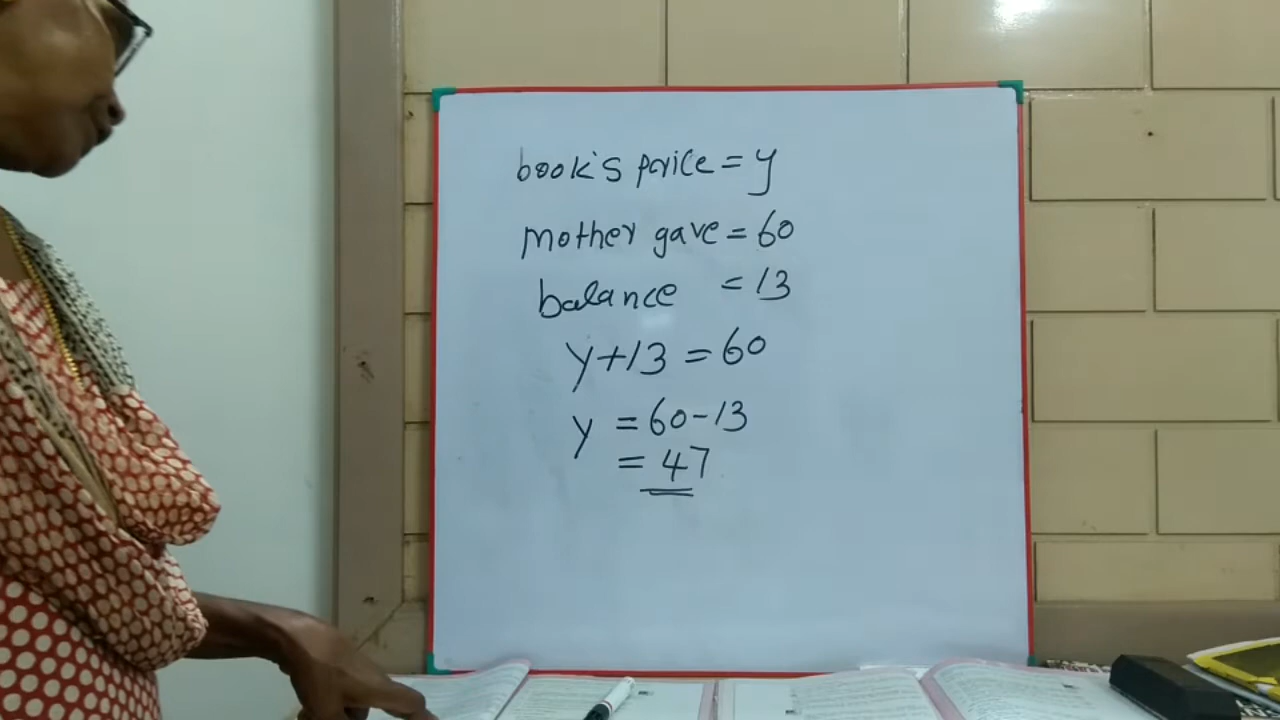 book's price = y
mother gave = 60
balance = 13
y+13 = 60
y = 60-13
= 47